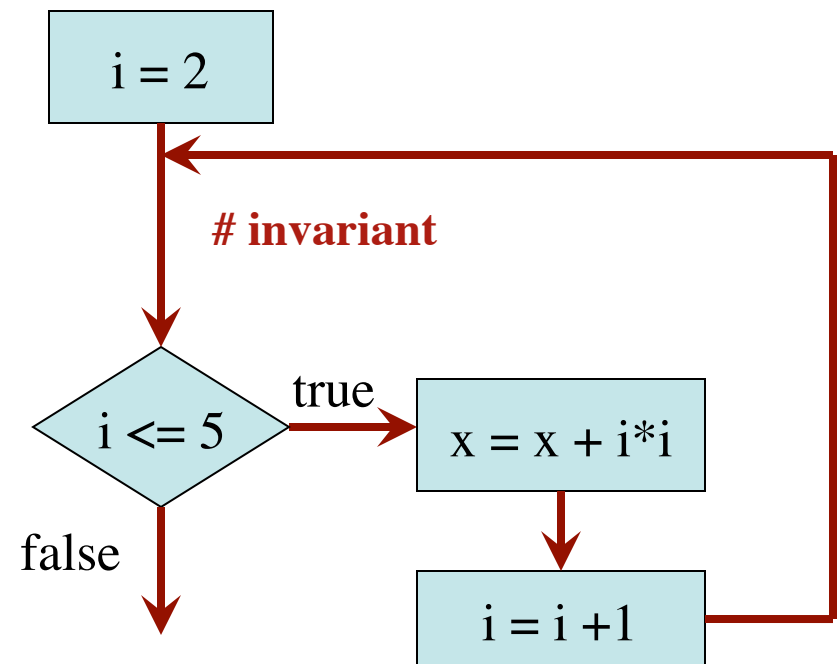 i = 2
# invariant
i <= 5
true
x = x + i*i
false
i = i +1